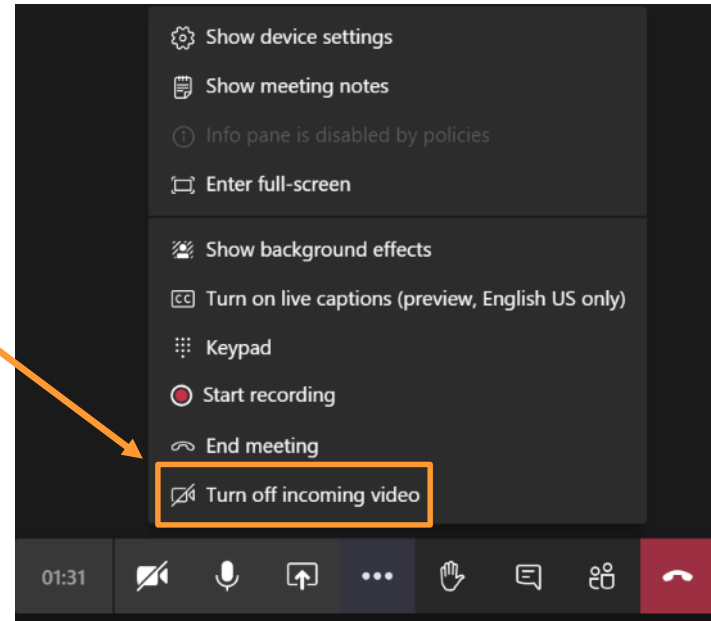 Show device settings
Show meeting notes
Info pane is disabled by policies
Enter full-screen
Show background effects
CC Turn on live captions (preview, English US only)
Keypad
Start recording
End meeting
Turn off incoming video
01:31